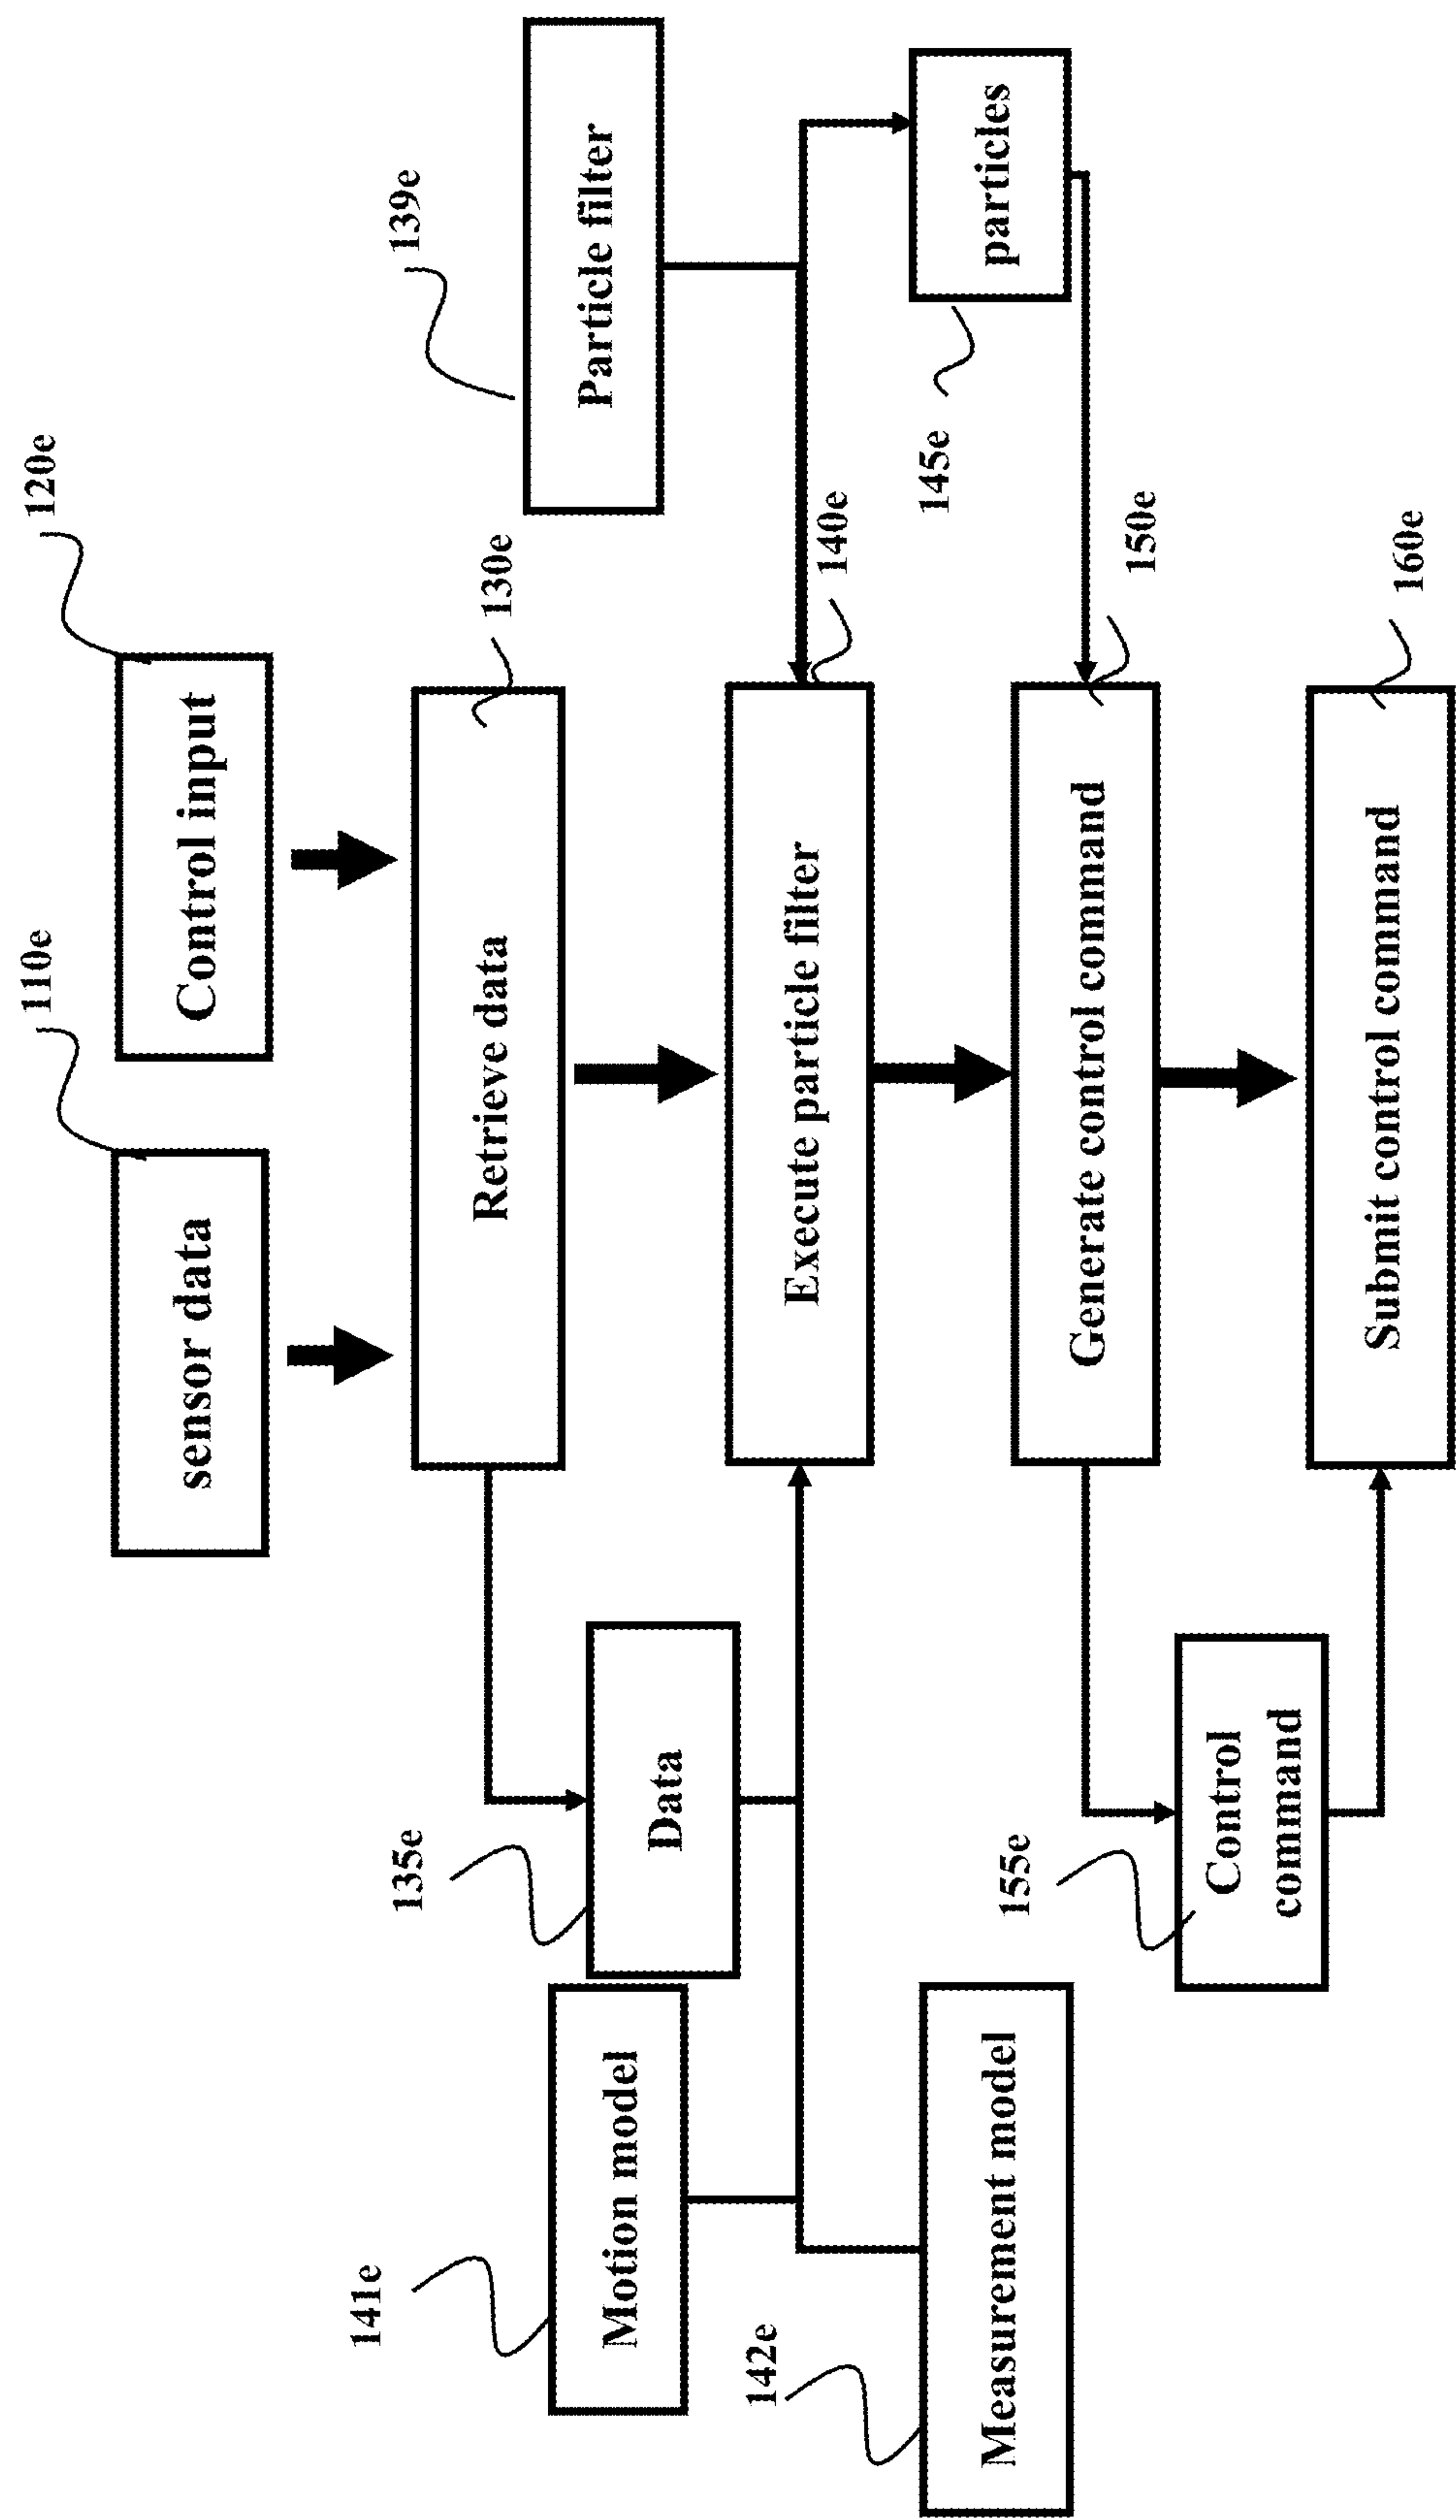 110e
120e
sensor data
Control input
139e
Particle filter
130e
Retrieve data
135e
Data
141e
Motion model
140e
Execute particle filter
142e
Measurement model
145e
particles
150e
Generate control command
155e
Control
command
160e
Submit control command